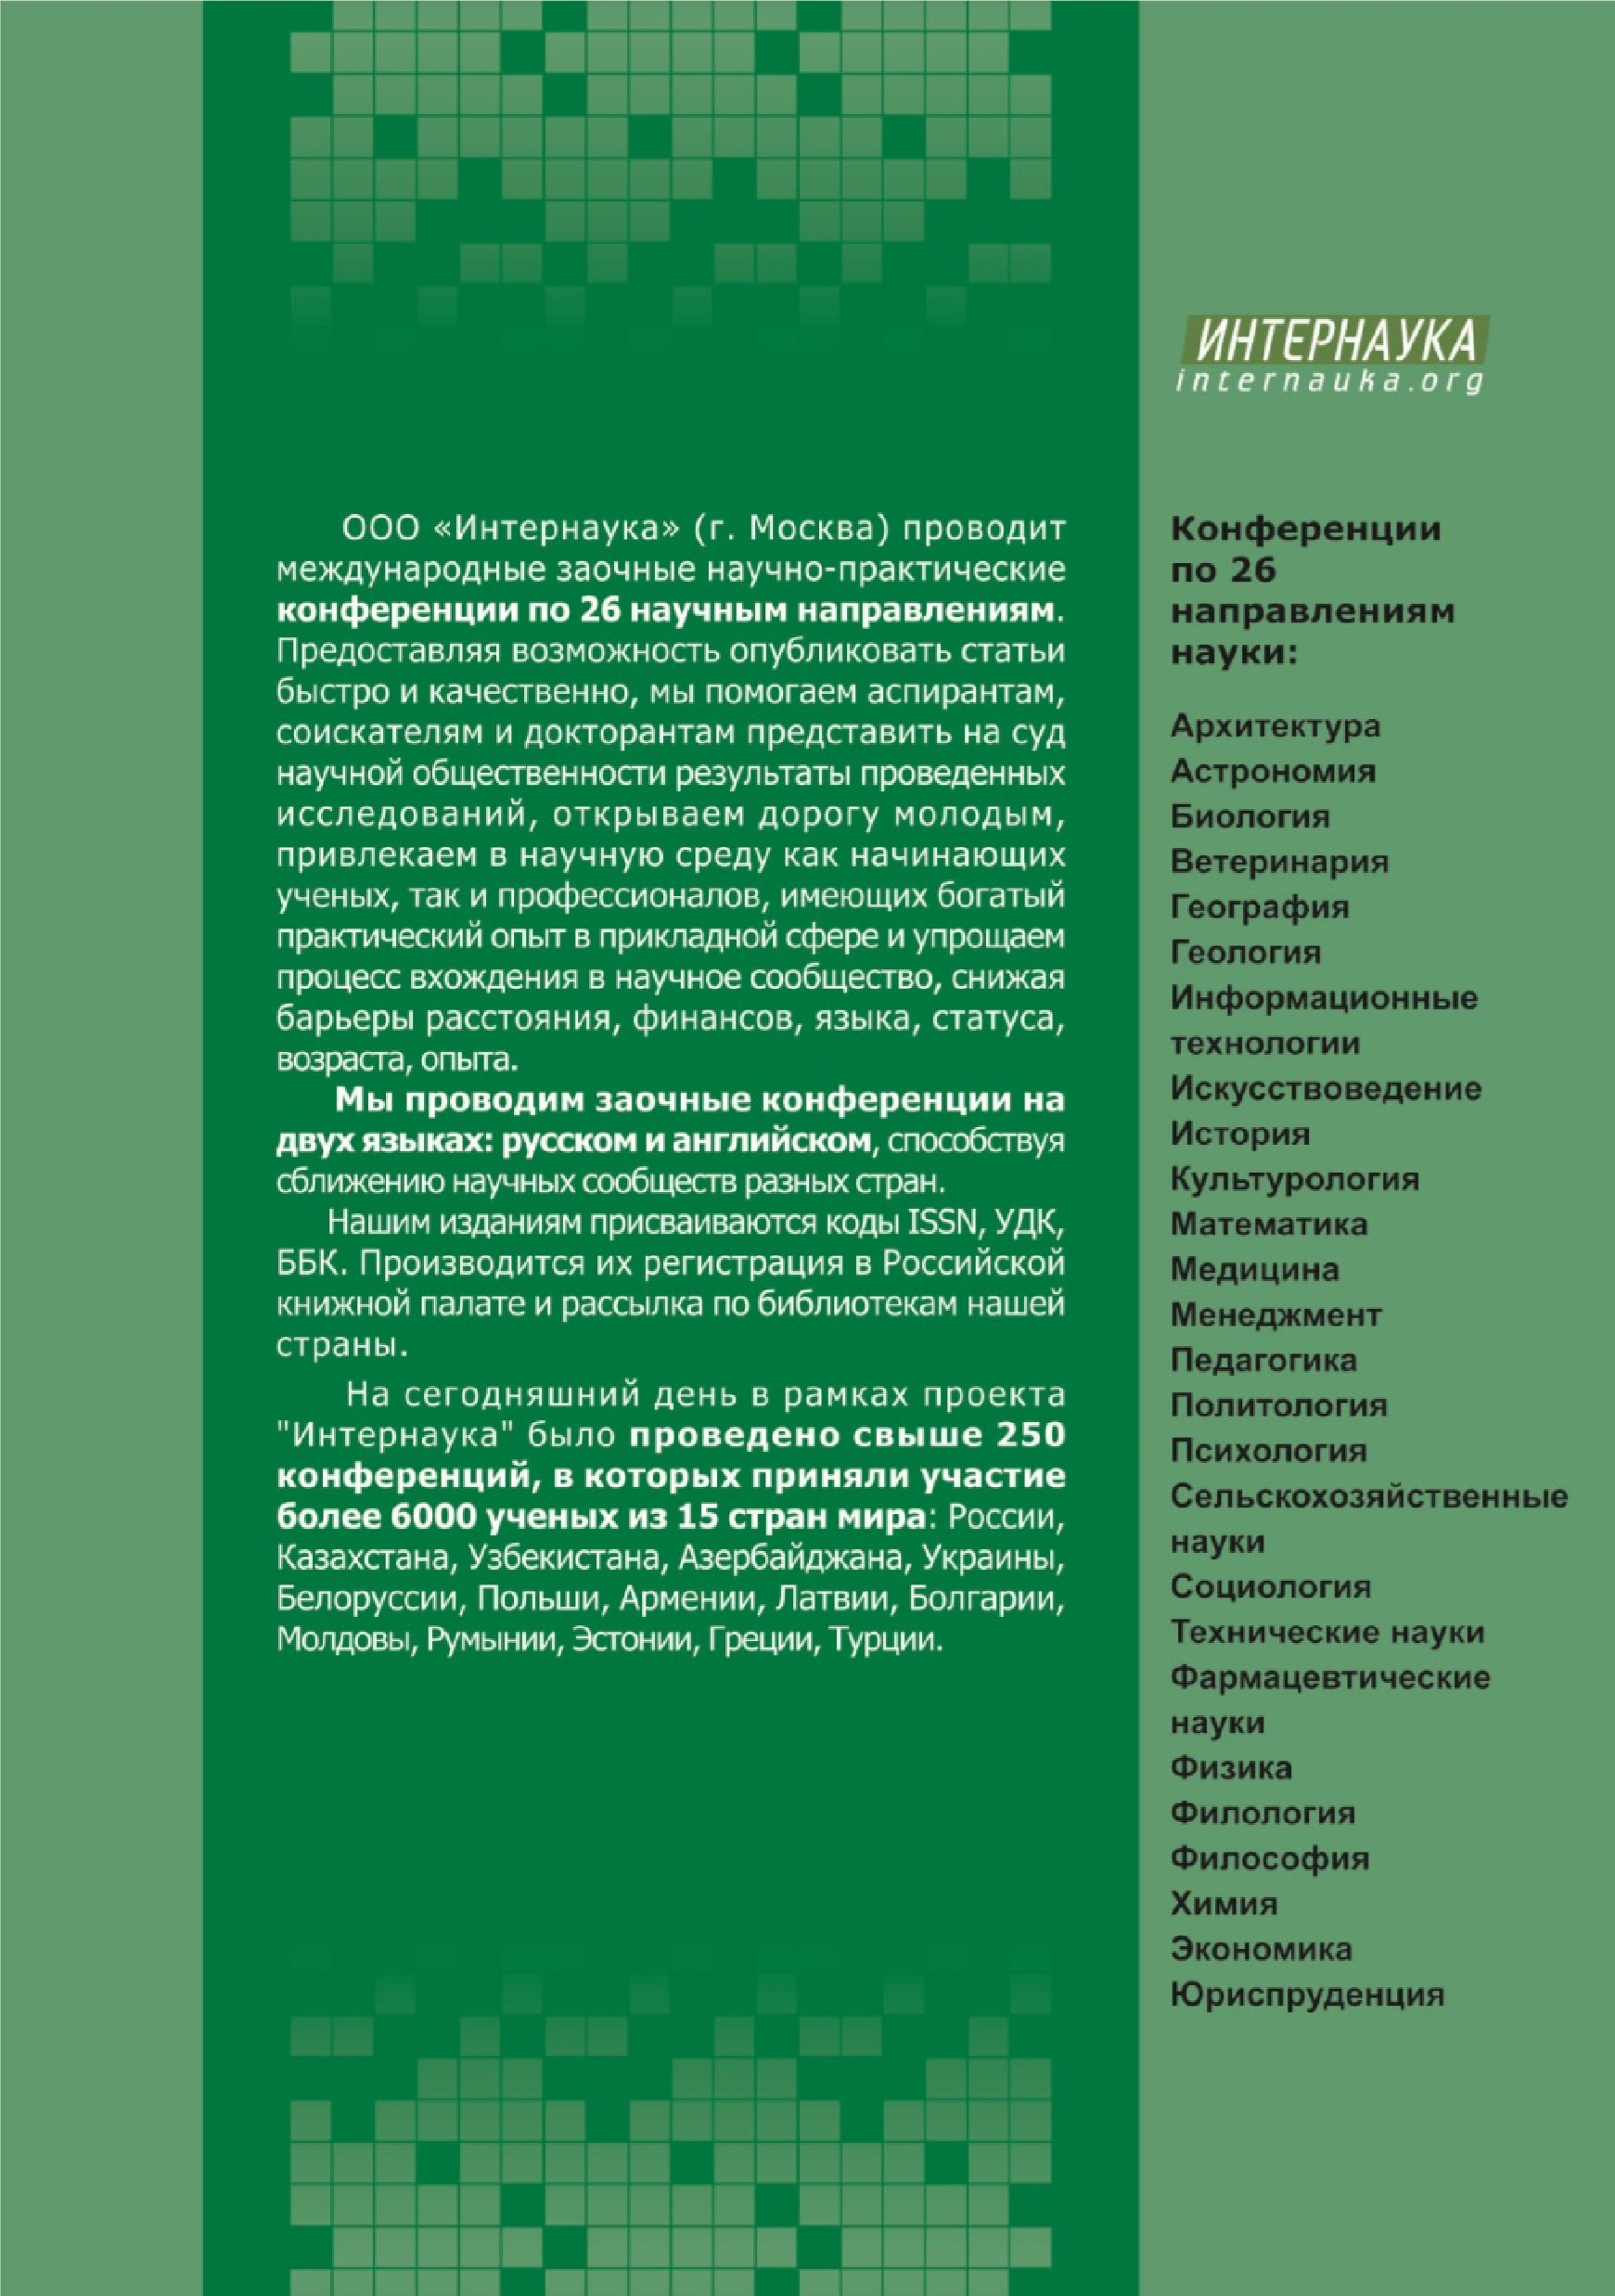 ИНТЕРНАУКА
internauka.org
ООО «Интернаука» (г. Москва) проводит
международные заочные научно-практические
конференции по 26 научным направлениям.
Предоставляя возможность опубликовать статьи
быстро и качественно, мы помогаем аспирантам,
соискателям и докторантам представить на суд
научной общественности результаты проведенных
исследований, открываем дорогу молодым,
привлекаем в научную среду как начинающих
ученых, так и профессионалов, имеющих богатый
практический опыт в прикладной сфере и упрощаем
процесс вхождения в научное сообщество, снижая
барьеры расстояния, финансов, языка, статуса,
возраста, опыта.
Мы проводим заочные конференции на
двух языках: русском и английском, способствуя
сближению научных сообществ разных стран.
Нашим изданиям присваиваются коды ISSN, УДК,
ББК. Производится их регистрация в Российской
книжной палате и рассылка по библиотекам нашей
страны.
На сегодняшний день в рамках проекта
"Интернаука" было проведено свыше 250
конференций, в которых приняли участие
более 6000 ученых из 15 стран мира: России,
Казахстана, Узбекистана, Азербайджана, Украины,
Белоруссии, Польши, Армении, Латвии, Болгарии,
Молдовы, Румынии, Эстонии, Греции, Турции.
Конференции
по 26
направлениям
науки:
Архитектура
Астрономия
Биология
Ветеринария
География
Геология
Информационные
технологии
Искусствоведение
История
Культурология
Математика
Медицина
Менеджмент
Педагогика
Политология
Психология
Сельскохозяйственные
науки
Социология
Технические науки
Фармацевтические
науки
Физика
Филология
Философия
Химия
Экономика
Юриспруденция